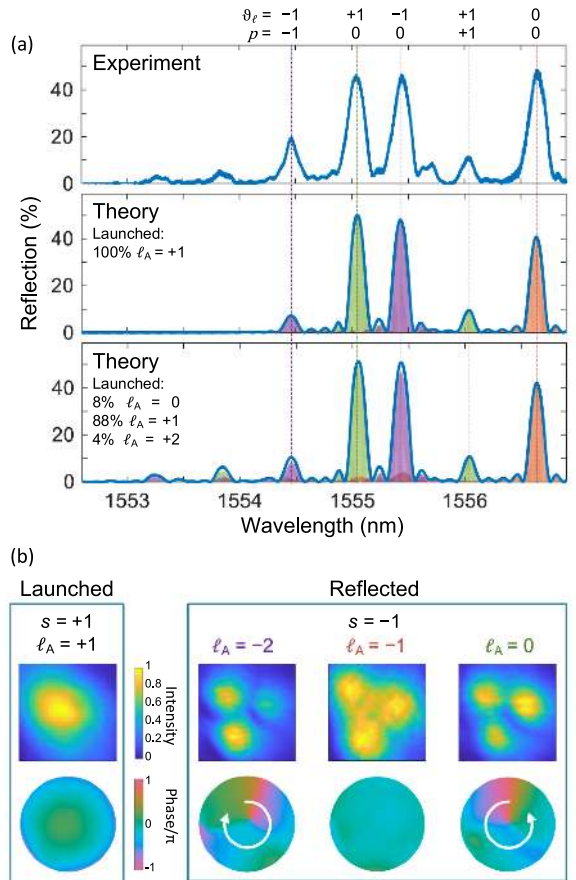 ϑℓ = −1 +1 −1 +1 0
p = −1 0 0 +1 0
(a)
Experiment
40
20
0
Theory
Launched:
100% ℓA = +1
40
20
0
Theory
Launched:
8% ℓA = 0
88% ℓA = +1
4% ℓA = +2
40
20
0
Reflection (%)
1553 1554 1555 1556
Wavelength (nm)
(b)
Launched
Reflected
s = +1
ℓA = +1
s = −1
ℓA = −2 ℓA = −1 ℓA = 0
1
0.8
0.6
0.4
0.2
0
Intensity
1
0
-1
Phase/π